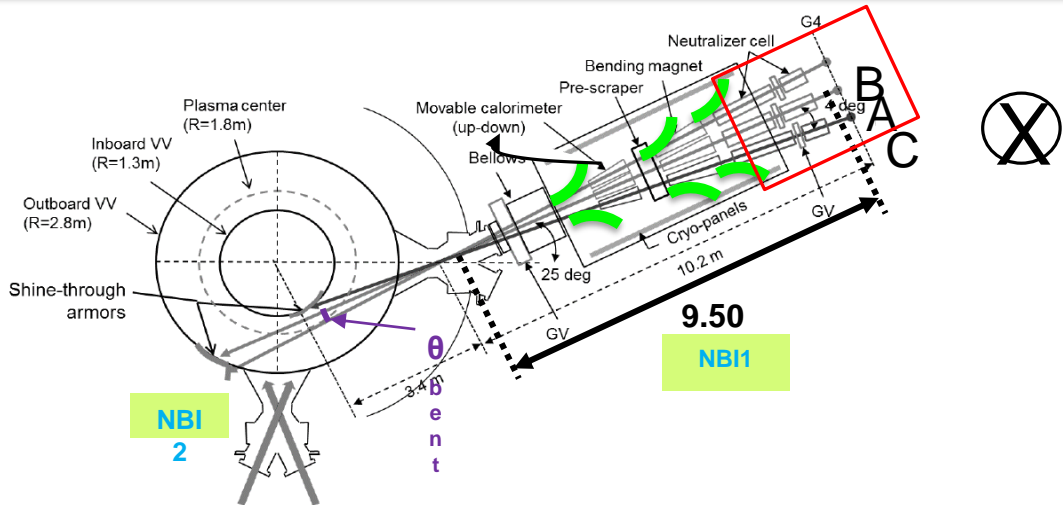 G4
Neutralizer cell
Bending magnet
Pre-scraper
Movable calorimeter
(up-down)
Bellows
Plasma center
(R=1.8m)
Inboard VV
(R=1.3m)
Outboard VV
(R=2.8m)
Shine-through
armors
B
4 deg
A
C
X
GV
Cryo-panels
10.2 m
25 deg
GV
9.50
NBI1
3.4 m
θ
b
e
n
t
NBI
2